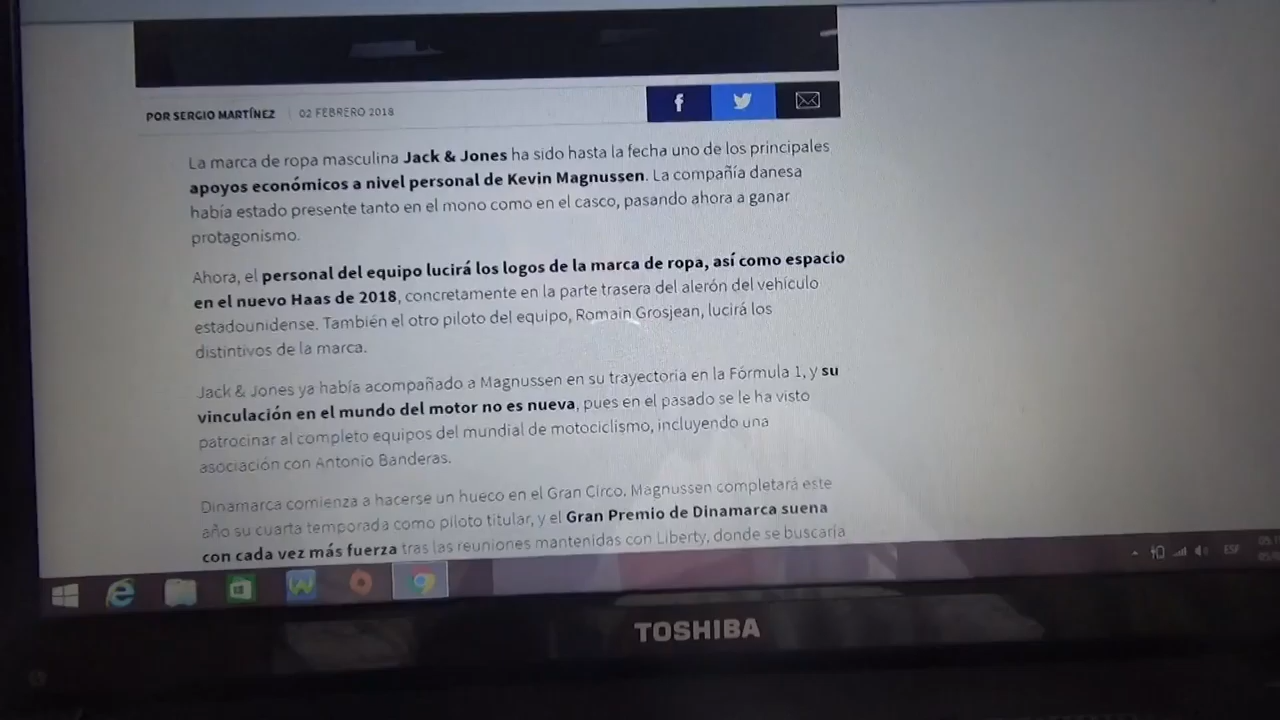 POR SERGIO MARTÍNEZ | 02 FEBRERO 2018
La marca de ropa masculina Jack & Jones ha sido hasta la fecha uno de los principales
apoyos económicos a nivel personal de Kevin Magnussen. La compañía danesa
había estado presente tanto en el mono como en el casco, pasando ahora a ganar
protagonismo.
Ahora, el personal del equipo lucirá los logos de la marca de ropa, así como espacio
en el nuevo Haas de 2018, concretamente en la parte trasera del alerón del vehículo
estadounidense. También el otro piloto del equipo, Romain Grosjean, lucirá los
distintivos de la marca.
Jack & Jones ya había acompañado a Magnussen en su trayectoria en la Fórmula 1, y su
vinculación en el mundo del motor no es nueva, pues en el pasado se le ha visto
patrocinar al completo equipos del mundial de motociclismo, incluyendo una
asociación con Antonio Banderas.
Dinamarca comienza a hacerse un hueco en el Gran Circo. Magnussen completará este
año su cuarta temporada como piloto titular, y el Gran Premio de Dinamarca suena
con cada vez más fuerza tras las reuniones mantenidas con Liberty, donde se buscaría
ESP
TOSHIBA